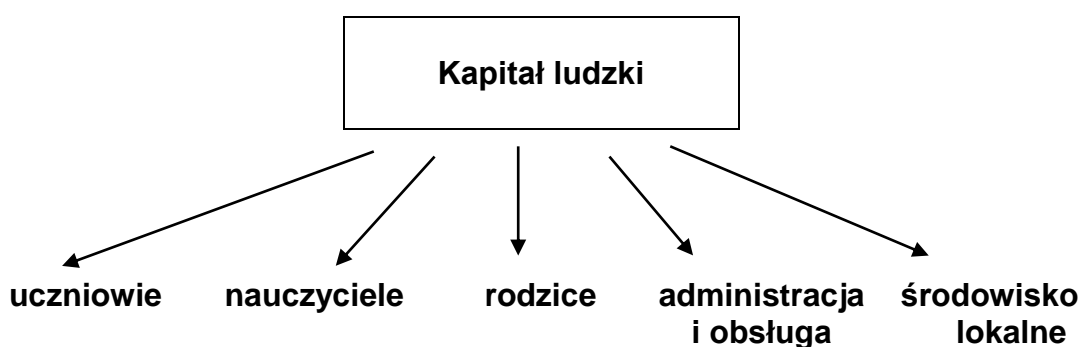 Kapitał ludzki
uczniowie nauczyciele rodzice administracja środowisko
i obsługa lokalne